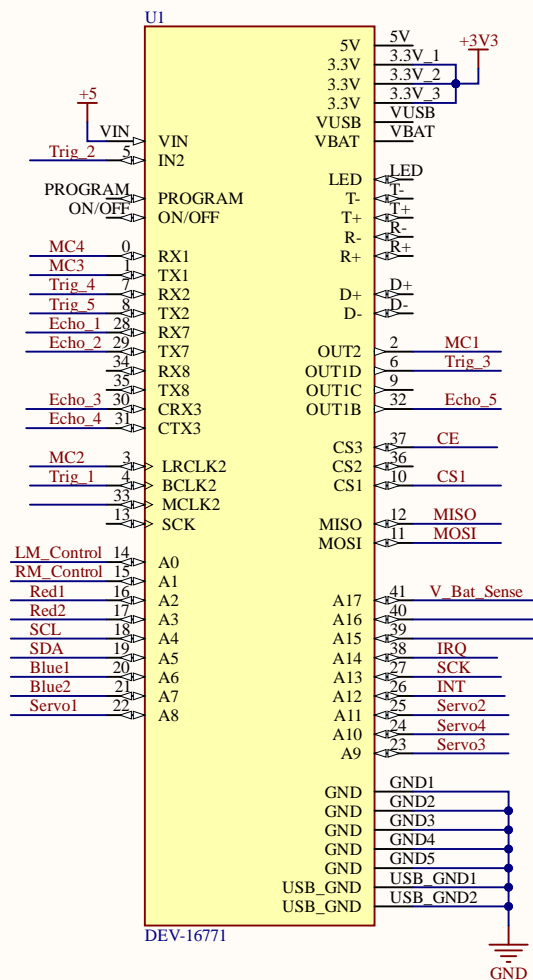 U1
+5
VIN VIN
Trig_2 5 IN2
PROGRAM PROGRAM
ON/OFF ON/OFF
MC4 0 RX1
MC3 1 TX1
Trig_4 7 RX2
Trig_5 8 TX2
Echo_1 28 RX7
Echo_2 29 TX7
34 RX8
35 TX8
Echo_3 30 CRX3
Echo_4 31 CTX3
MC2 3 LRCLK2
Trig_1 4 BCLK2
33 MCLK2
13 SCK
LM_Control 14 A0
RM_Control 15 A1
Red1 16 A2
Red2 17 A3
SCL 18 A4
SDA 19 A5
Blue1 20 A6
Blue2 21 A7
Servo1 22 A8
5V 5V
+3V3
3.3V 3.3V_1
3.3V 3.3V_2
3.3V 3.3V_3
VUSB VUSB
VBAT VBAT
LED LED
T- T-
T+ T+
R- R-
R+ R+
D+ D+
D- D-
OUT2 2 MC1
OUT1D 6 Trig_3
OUT1C 9
OUT1B 32 Echo_5
CS3 37 CE
CS2 36
CS1 10 CS1
MISO 12 MISO
MOSI 11 MOSI
A17 41 V_Bat_Sense
A16 40
A15 39
A14 38 IRQ
A13 27 SCK
A12 26 INT
A11 25 Servo2
A10 24 Servo4
A9 23 Servo3
GND GND1
GND GND2
GND GND3
GND GND4
GND GND5
USB_GND USB_GND1
USB_GND USB_GND2
DEV-16771
GND